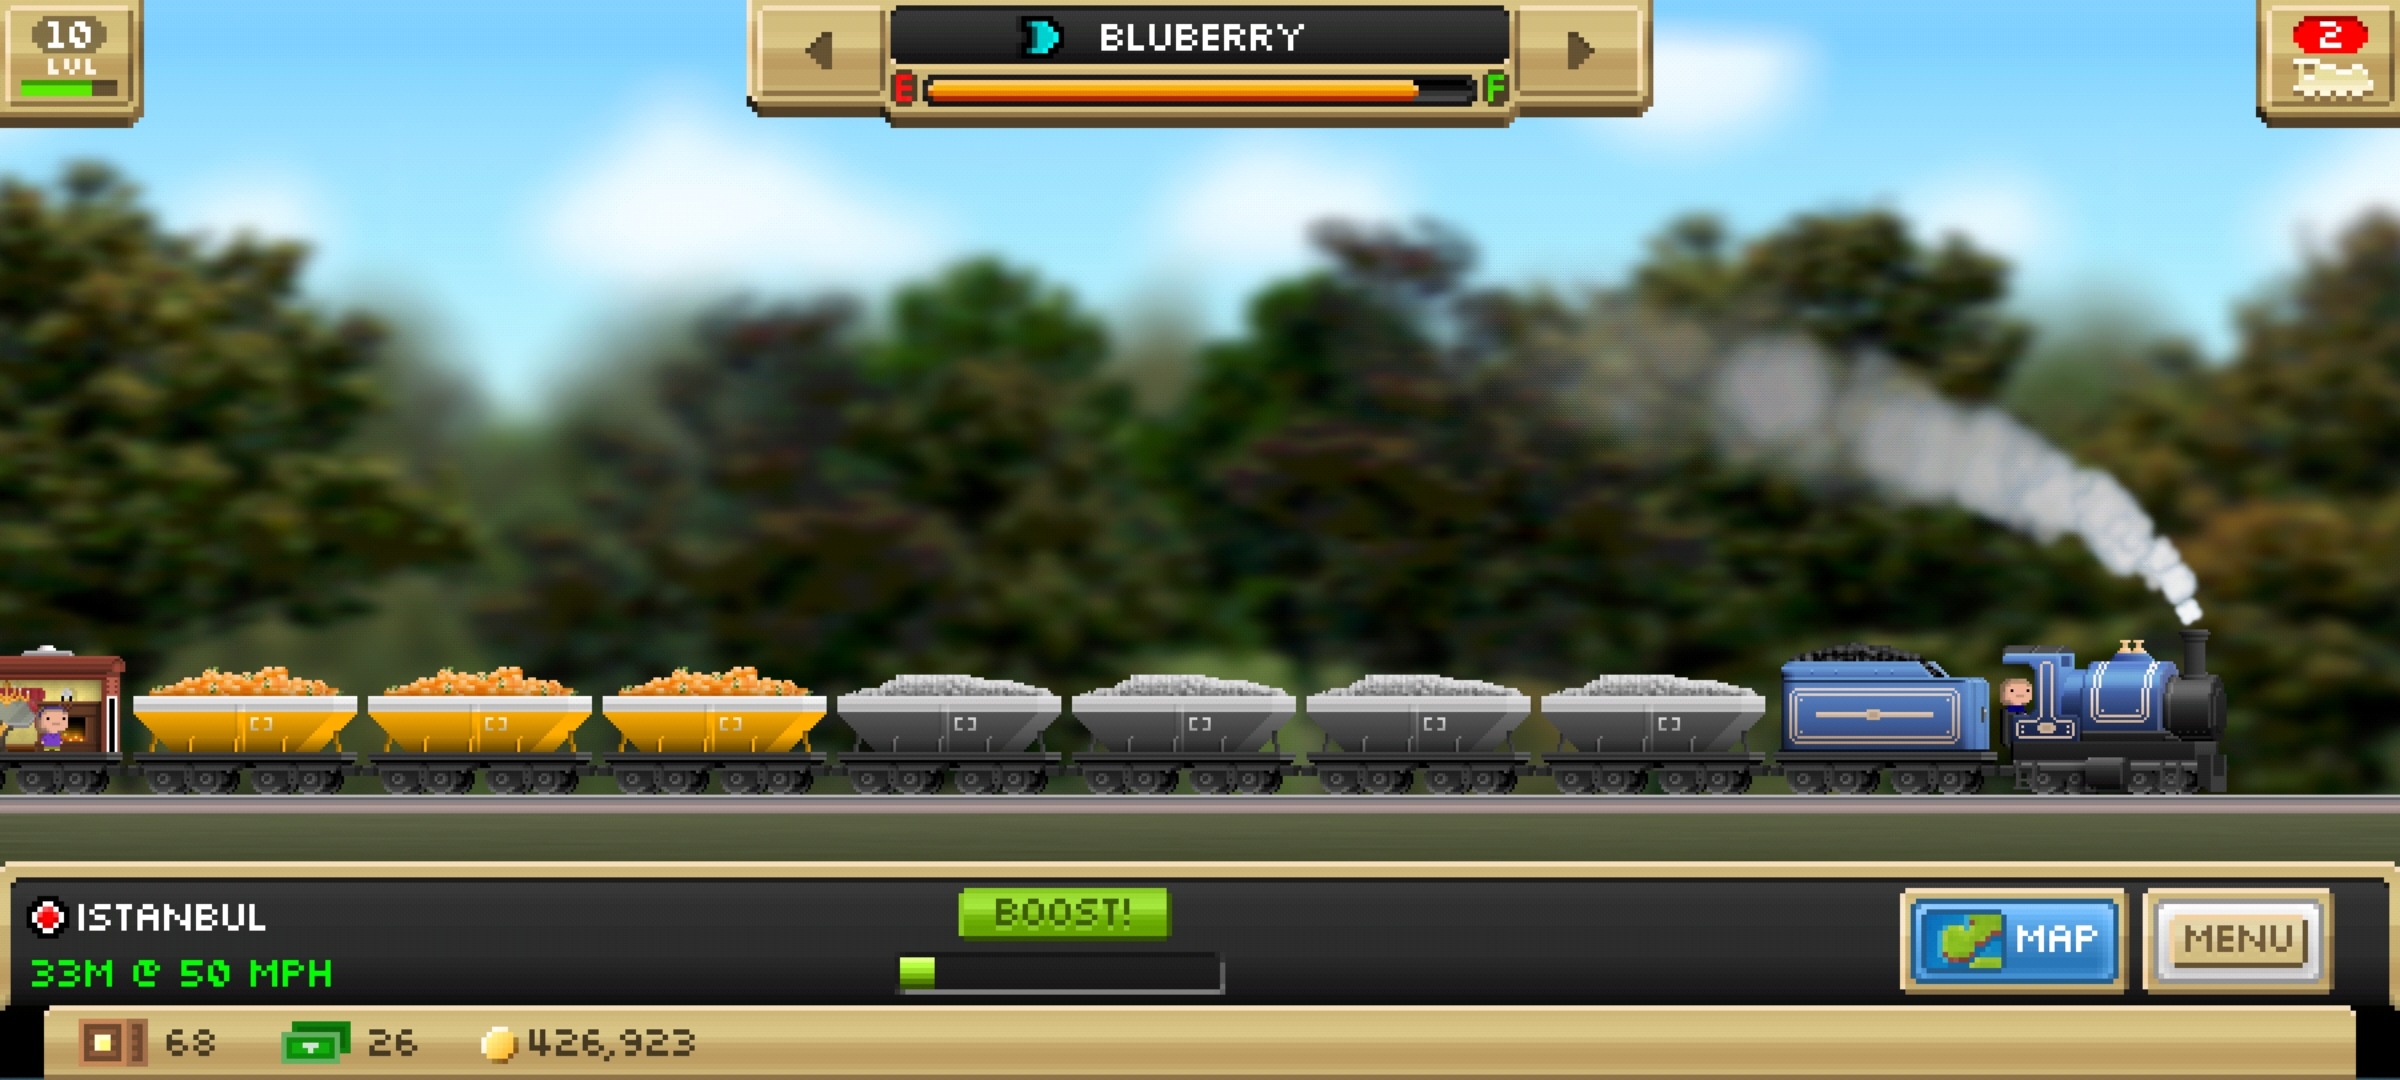 10
LVL
BLUBERRY
E F
2
ISTANBUL
33M @ 50 MPH
BOOST!
MAP
MENU
68 26 426,923